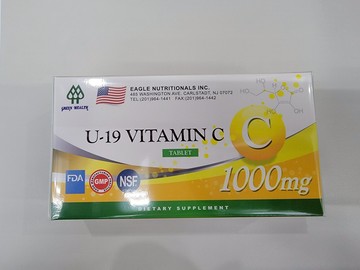 GREEN HEALTH
EAGLE NUTRITIONALS INC.
485 WASHINGTON AVE. CARLSTADT, NJ 07072
TEL:(201)964-1441 FAX:(201)964-1442
U-19 VITAMIN C
C
TABLET
1000mg
FDA
GMP
NSF
DIETARY SUPPLEMENT